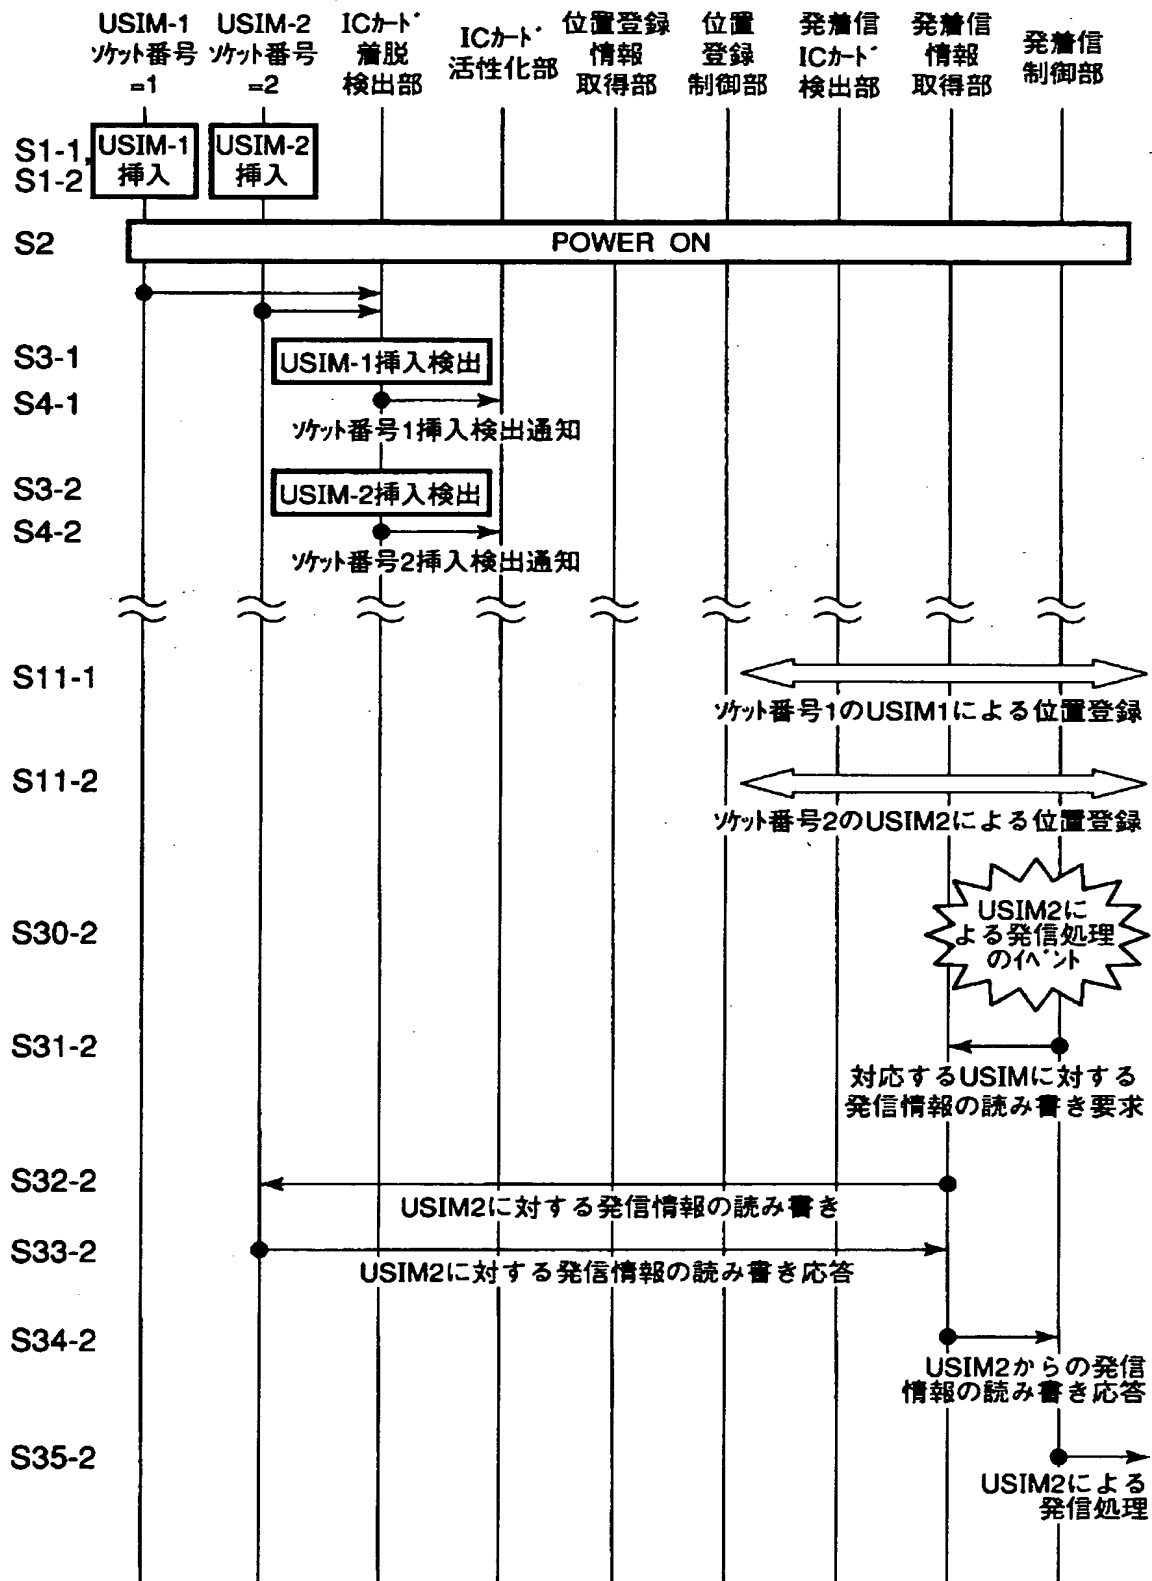 USIM-1
ソケット番号
=1
USIM-2
ソケット番号
=2
ICカード
着脱
検出部
ICカード
活性化部
位置登録
情報
取得部
位置
登録
制御部
発着信
ICカード
検出部
発着信
情報
取得部
発着信
制御部
S1-1,
S1-2
USIM-1
挿入
USIM-2
挿入
S2
POWER ON
S3-1
USIM-1挿入検出
S4-1
ソケット番号1挿入検出通知
S3-2
USIM-2挿入検出
S4-2
ソケット番号2挿入検出通知
S11-1
ソケット番号1のUSIM1による位置登録
S11-2
ソケット番号2のUSIM2による位置登録
S30-2
USIM2に
よる発信処理
のイベント
S31-2
対応するUSIMに対する
発信情報の読み書き要求
S32-2
USIM2に対する発信情報の読み書き
S33-2
USIM2に対する発信情報の読み書き応答
S34-2
USIM2からの発信
情報の読み書き応答
S35-2
USIM2による
発信処理